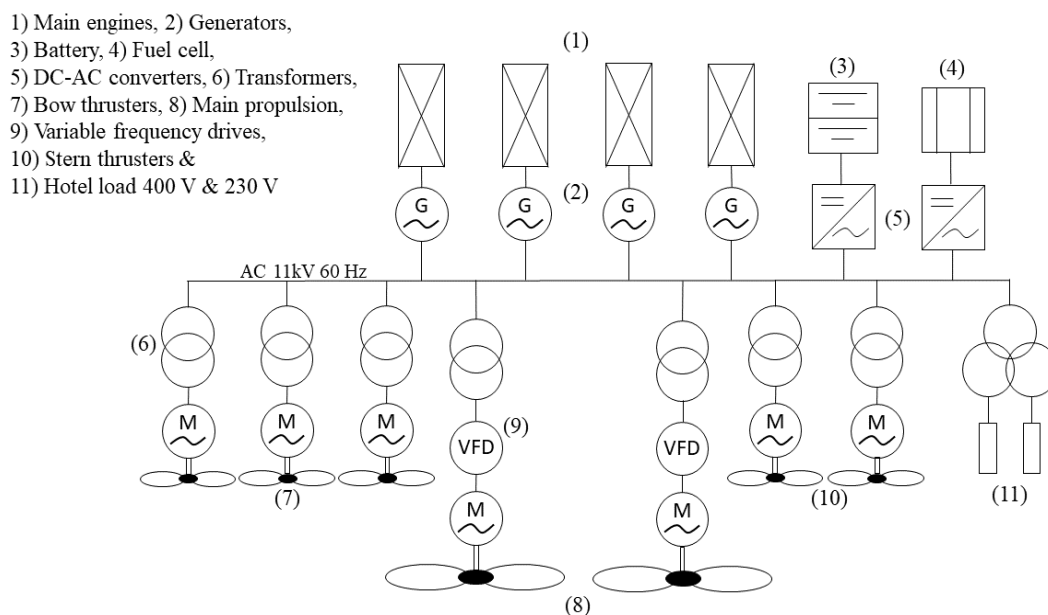 1) Main engines, 2) Generators,
3) Battery, 4) Fuel cell,
5) DC-AC converters, 6) Transformers,
7) Bow thrusters, 8) Main propulsion,
9) Variable frequency drives,
10) Stern thrusters &
11) Hotel load 400 V & 230 V
(1)
(3)
(4)
(2)
G
G
G
G
(5)
AC 11kV 60 Hz
(6)
M
M
M
VFD
(9)
VFD
M
M
(7)
(10)
(11)
M
M
(8)